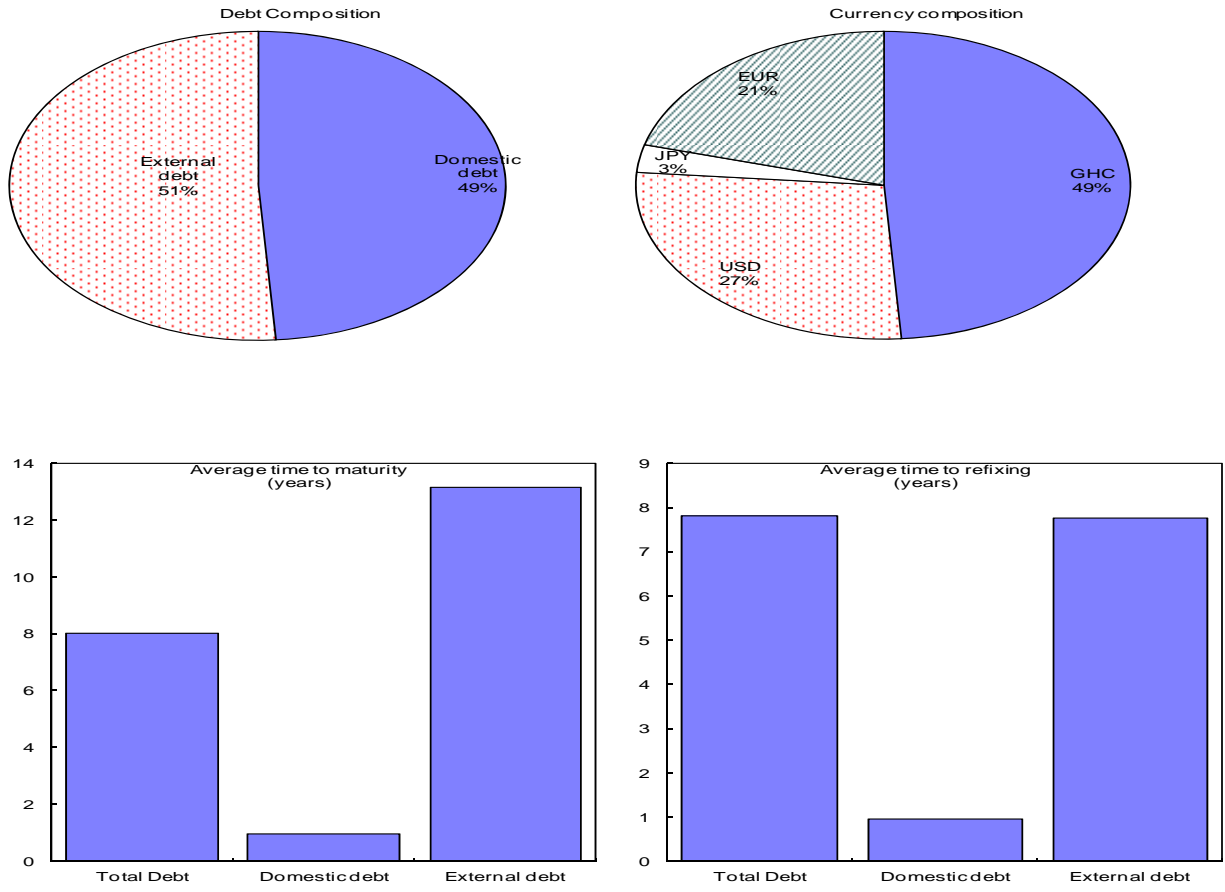 Debt Composition
External
debt
51%
Domestic
debt
49%
Currency composition
EUR
21%
JPY
3%
USD
27%
GHC
49%
Average time to maturity
(years)
14
12
10
8
6
4
2
0
Total Debt
Domestic debt
External debt
Average time to refixing
(years)
9
8
7
6
5
4
3
2
1
0
Total Debt
Domestic debt
External debt